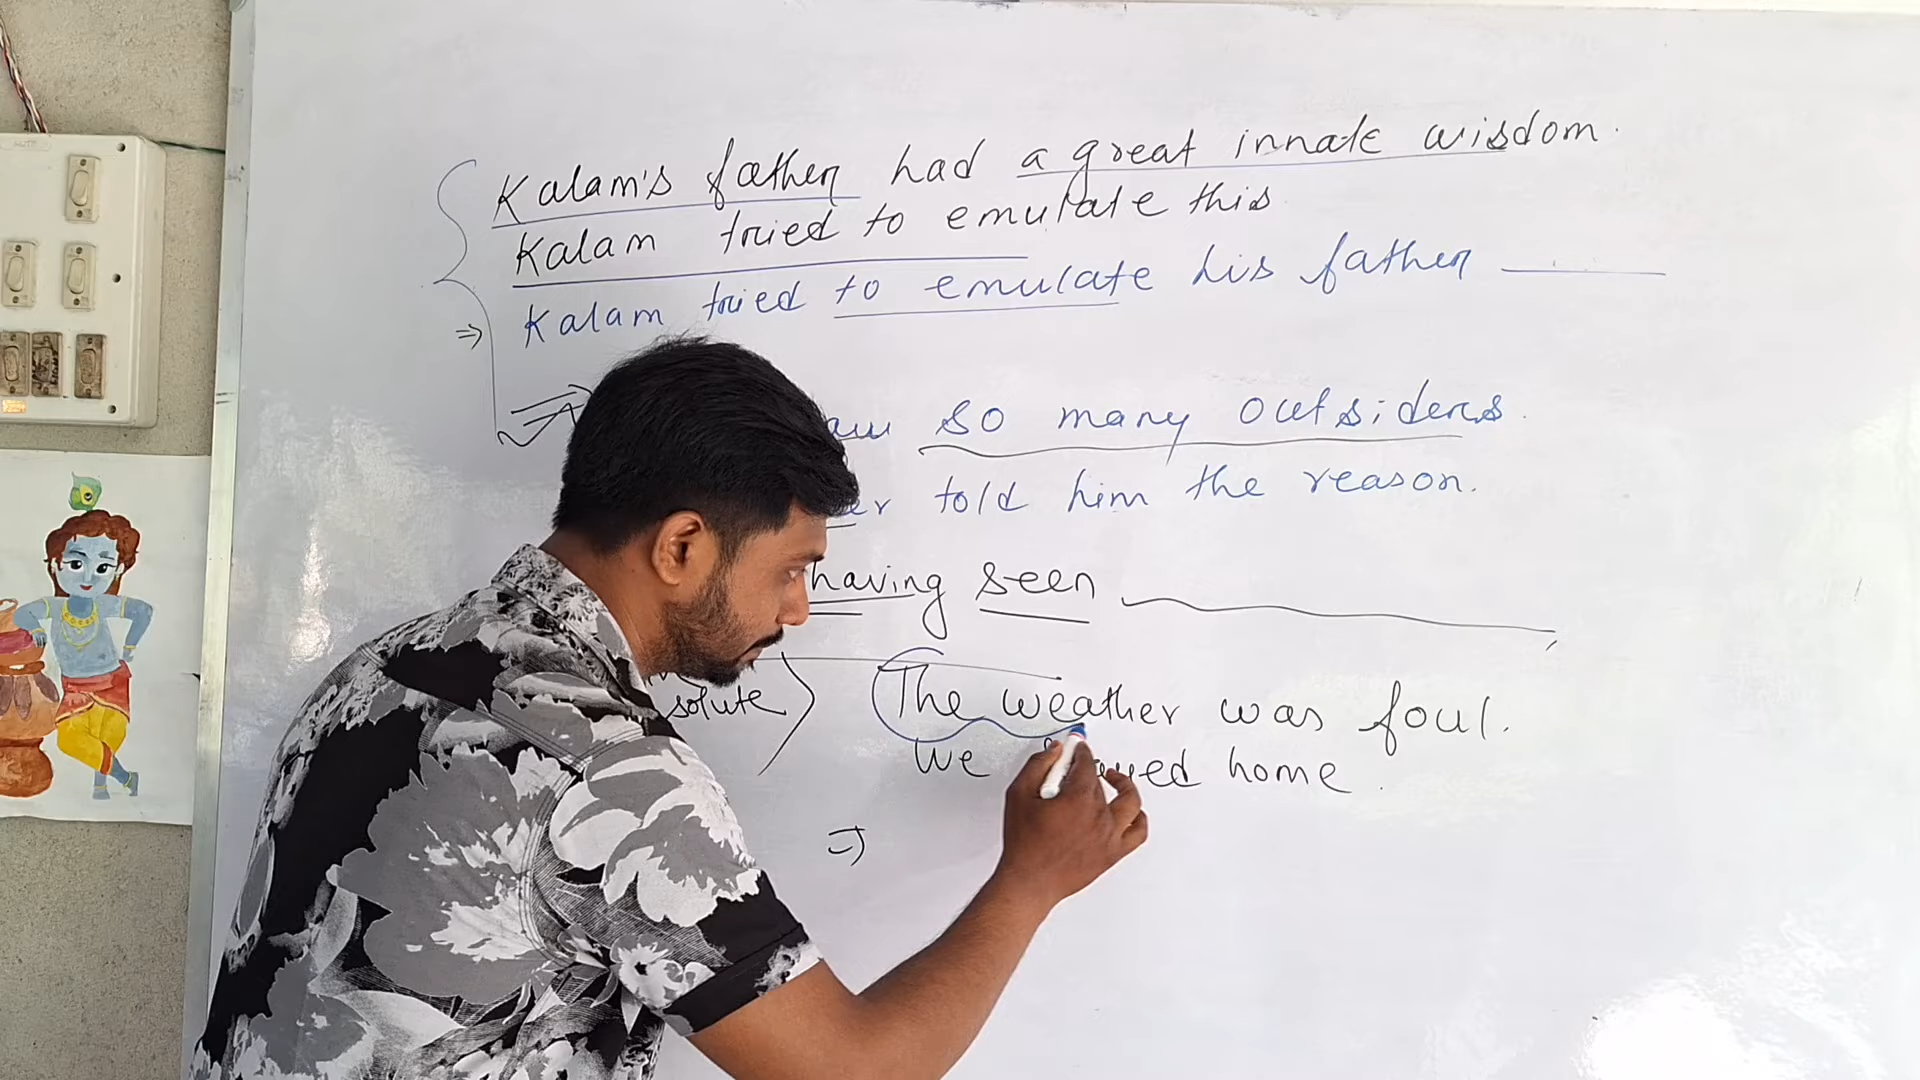 Kalam's father had a great innate wisdom.
Kalam tried to emulate this
⇒ Kalam tried to emulate his father
so many outsiders.
told him the reason.
having seen
solute) The weather was foul.
We home.
⇒